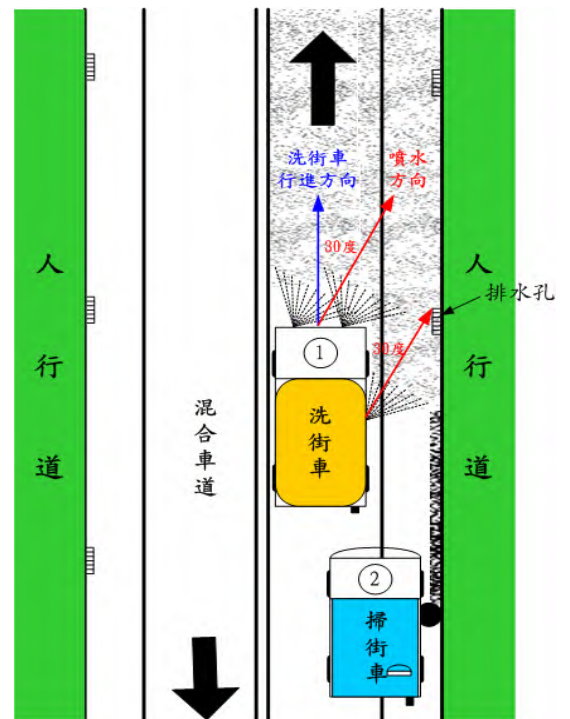 洗街車
行進方向
噴水
方向
30度
人行道
人行道
排水孔
①
30度
洗街車
混合車道
②
掃街車